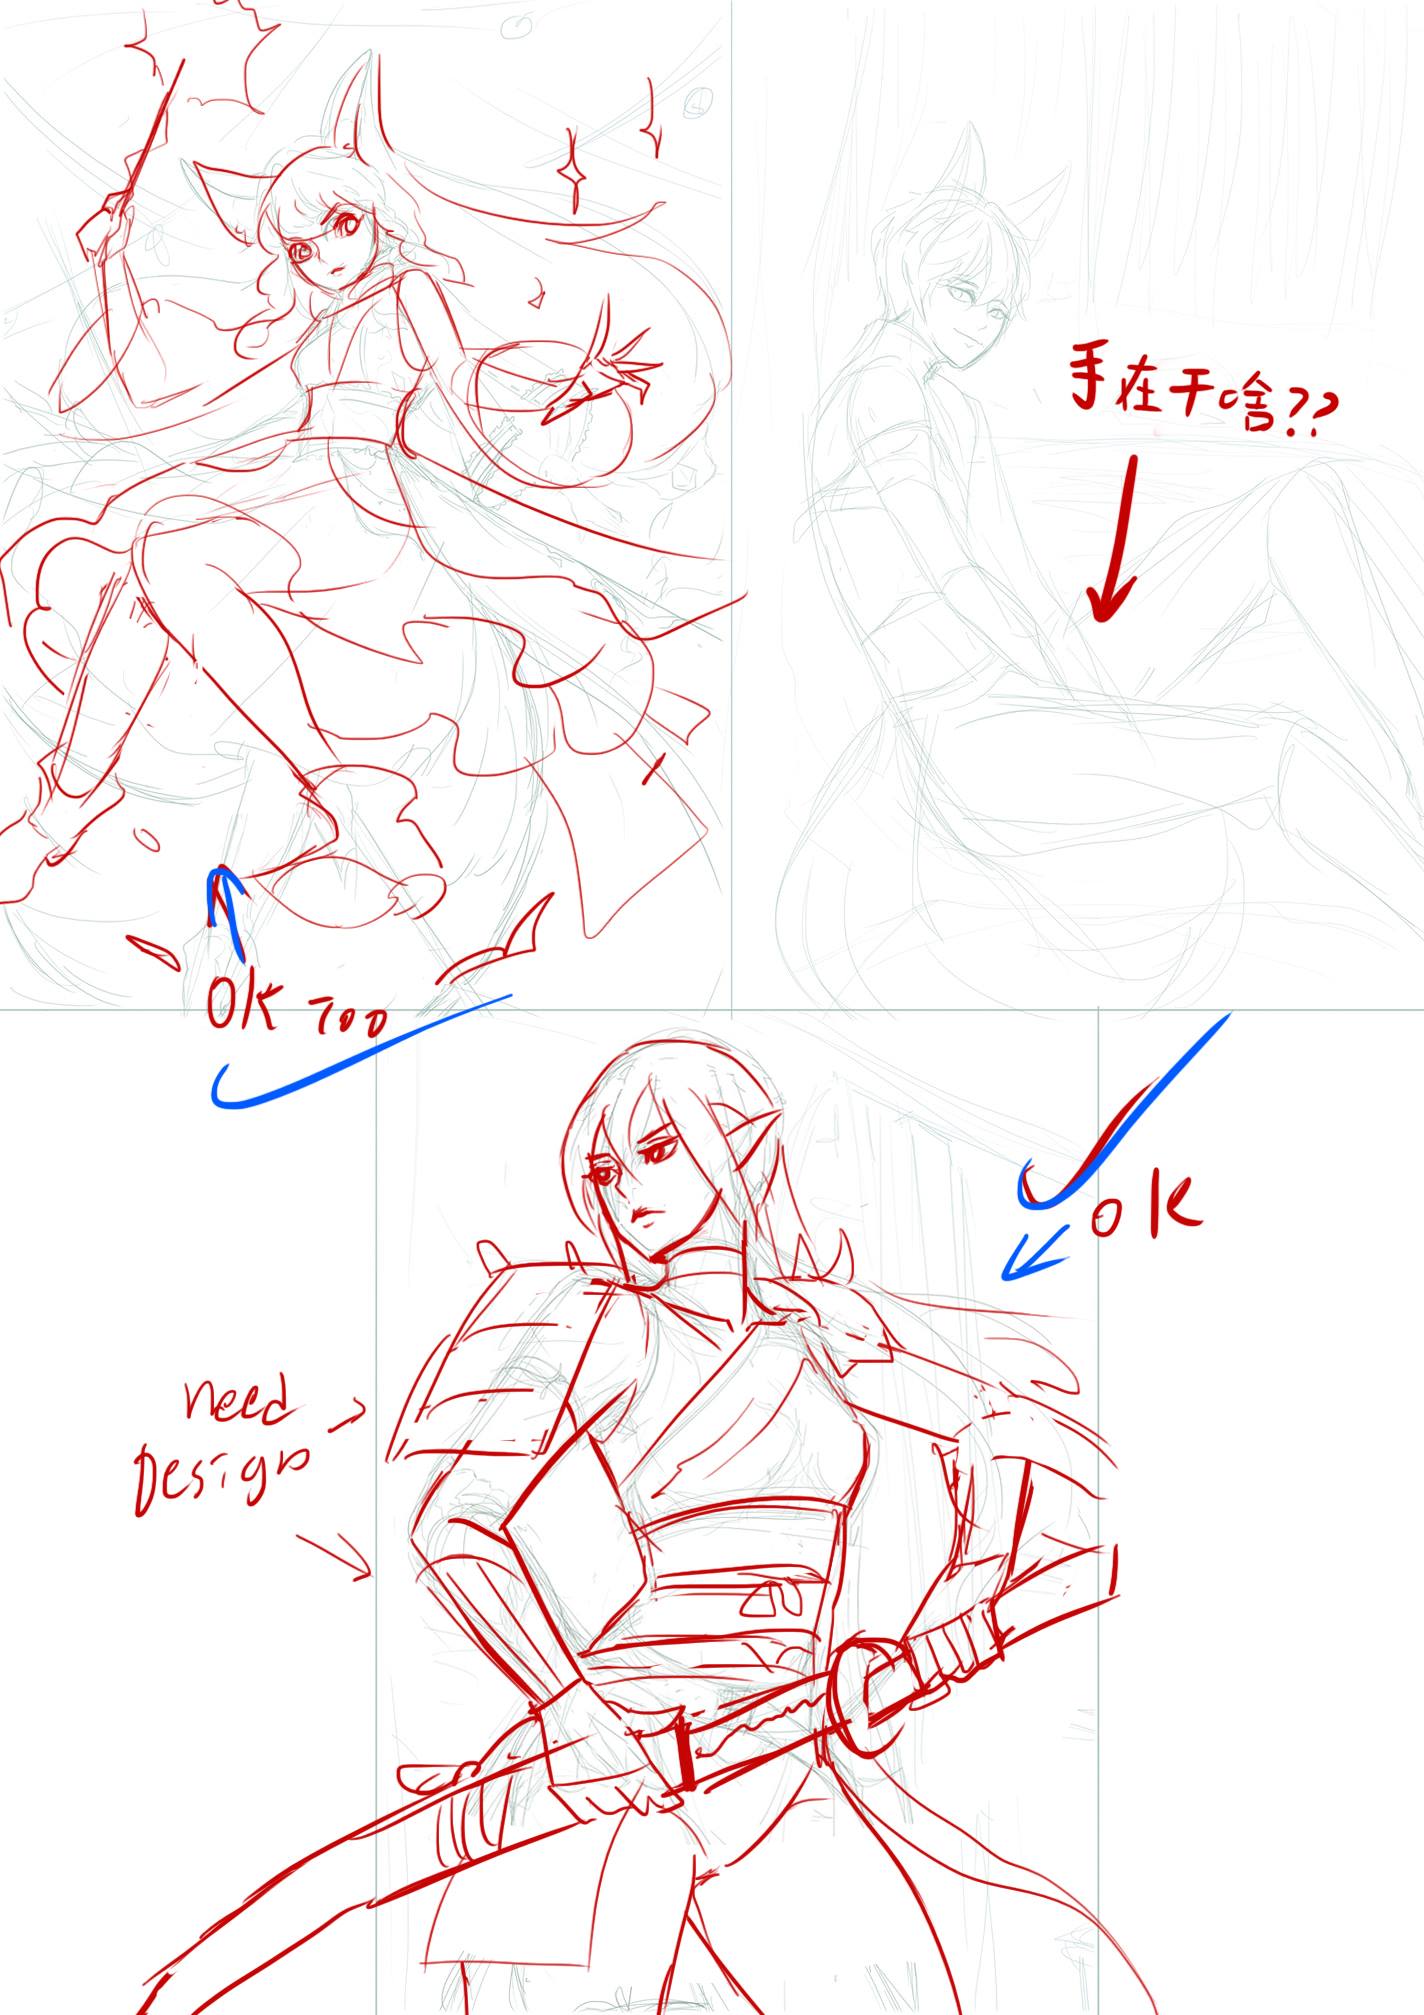 手在干啥??
OK Too
OK
need
Design